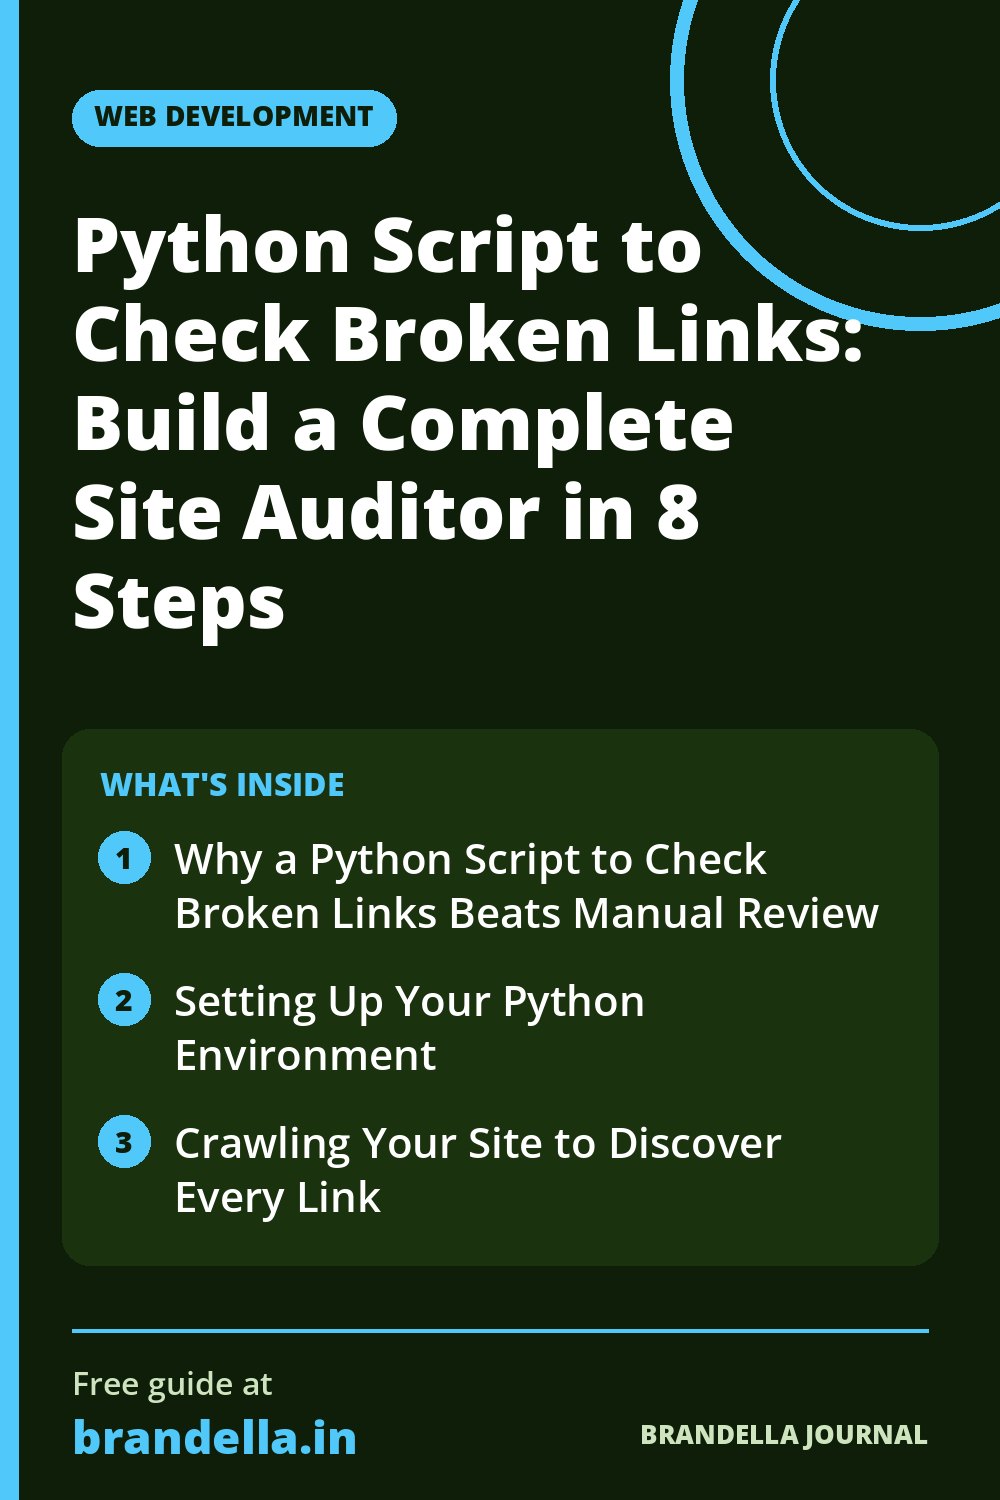 WEB DEVELOPMENT
Python Script to
Check Broken Links:
Build a Complete
Site Auditor in 8
Steps
WHAT'S INSIDE
1 Why a Python Script to Check
Broken Links Beats Manual Review
2 Setting Up Your Python
Environment
3 Crawling Your Site to Discover
Every Link
Free guide at
brandella.in
BRANDELLA JOURNAL